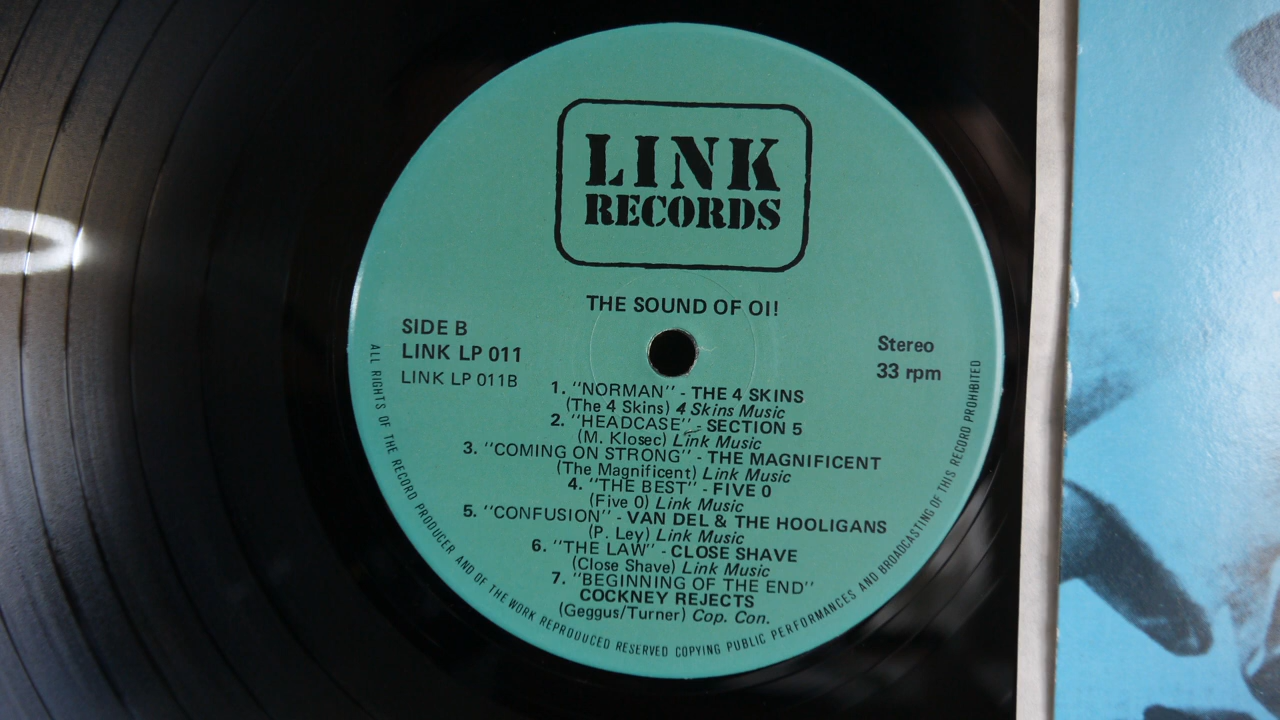 LINK
RECORDS
THE SOUND OF OI!
SIDE B
LINK LP 011
LINK LP 011B
Stereo
33 rpm
1. "NORMAN" - THE 4 SKINS
(The 4 Skins) 4 Skins Music
2. "HEADCASE" - SECTION 5
(M. Klosec) Link Music
3. "COMING ON STRONG" - THE MAGNIFICENT
(The Magnificent) Link Music
4. "THE BEST" - FIVE 0
(Five 0) Link Music
5. "CONFUSION" - VAN DEL & THE HOOLIGANS
(P. Ley) Link Music
6. "THE LAW" - CLOSE SHAVE
(Close Shave) Link Music
7. "BEGINNING OF THE END"
COCKNEY REJECTS
(Geggus/Turner) Cop. Con.
ALL RIGHTS OF THE RECORD PRODUCER AND OF THE WORK REPRODUCED RESERVED COPYING PUBLIC PERFORMANCES AND BROADCASTING OF THIS RECORD PROHIBITED